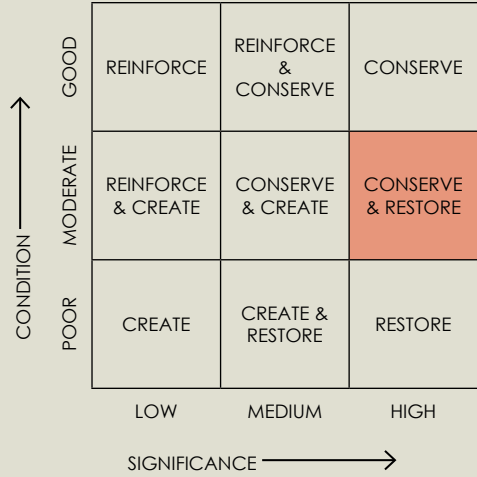 GOOD
REINFORCE
REINFORCE
&
CONSERVE
CONSERVE
MODERATE
REINFORCE
& CREATE
CONSERVE
& CREATE
CONSERVE
& RESTORE
CONDITION
POOR
CREATE
CREATE &
RESTORE
RESTORE
LOW
MEDIUM
HIGH
SIGNIFICANCE